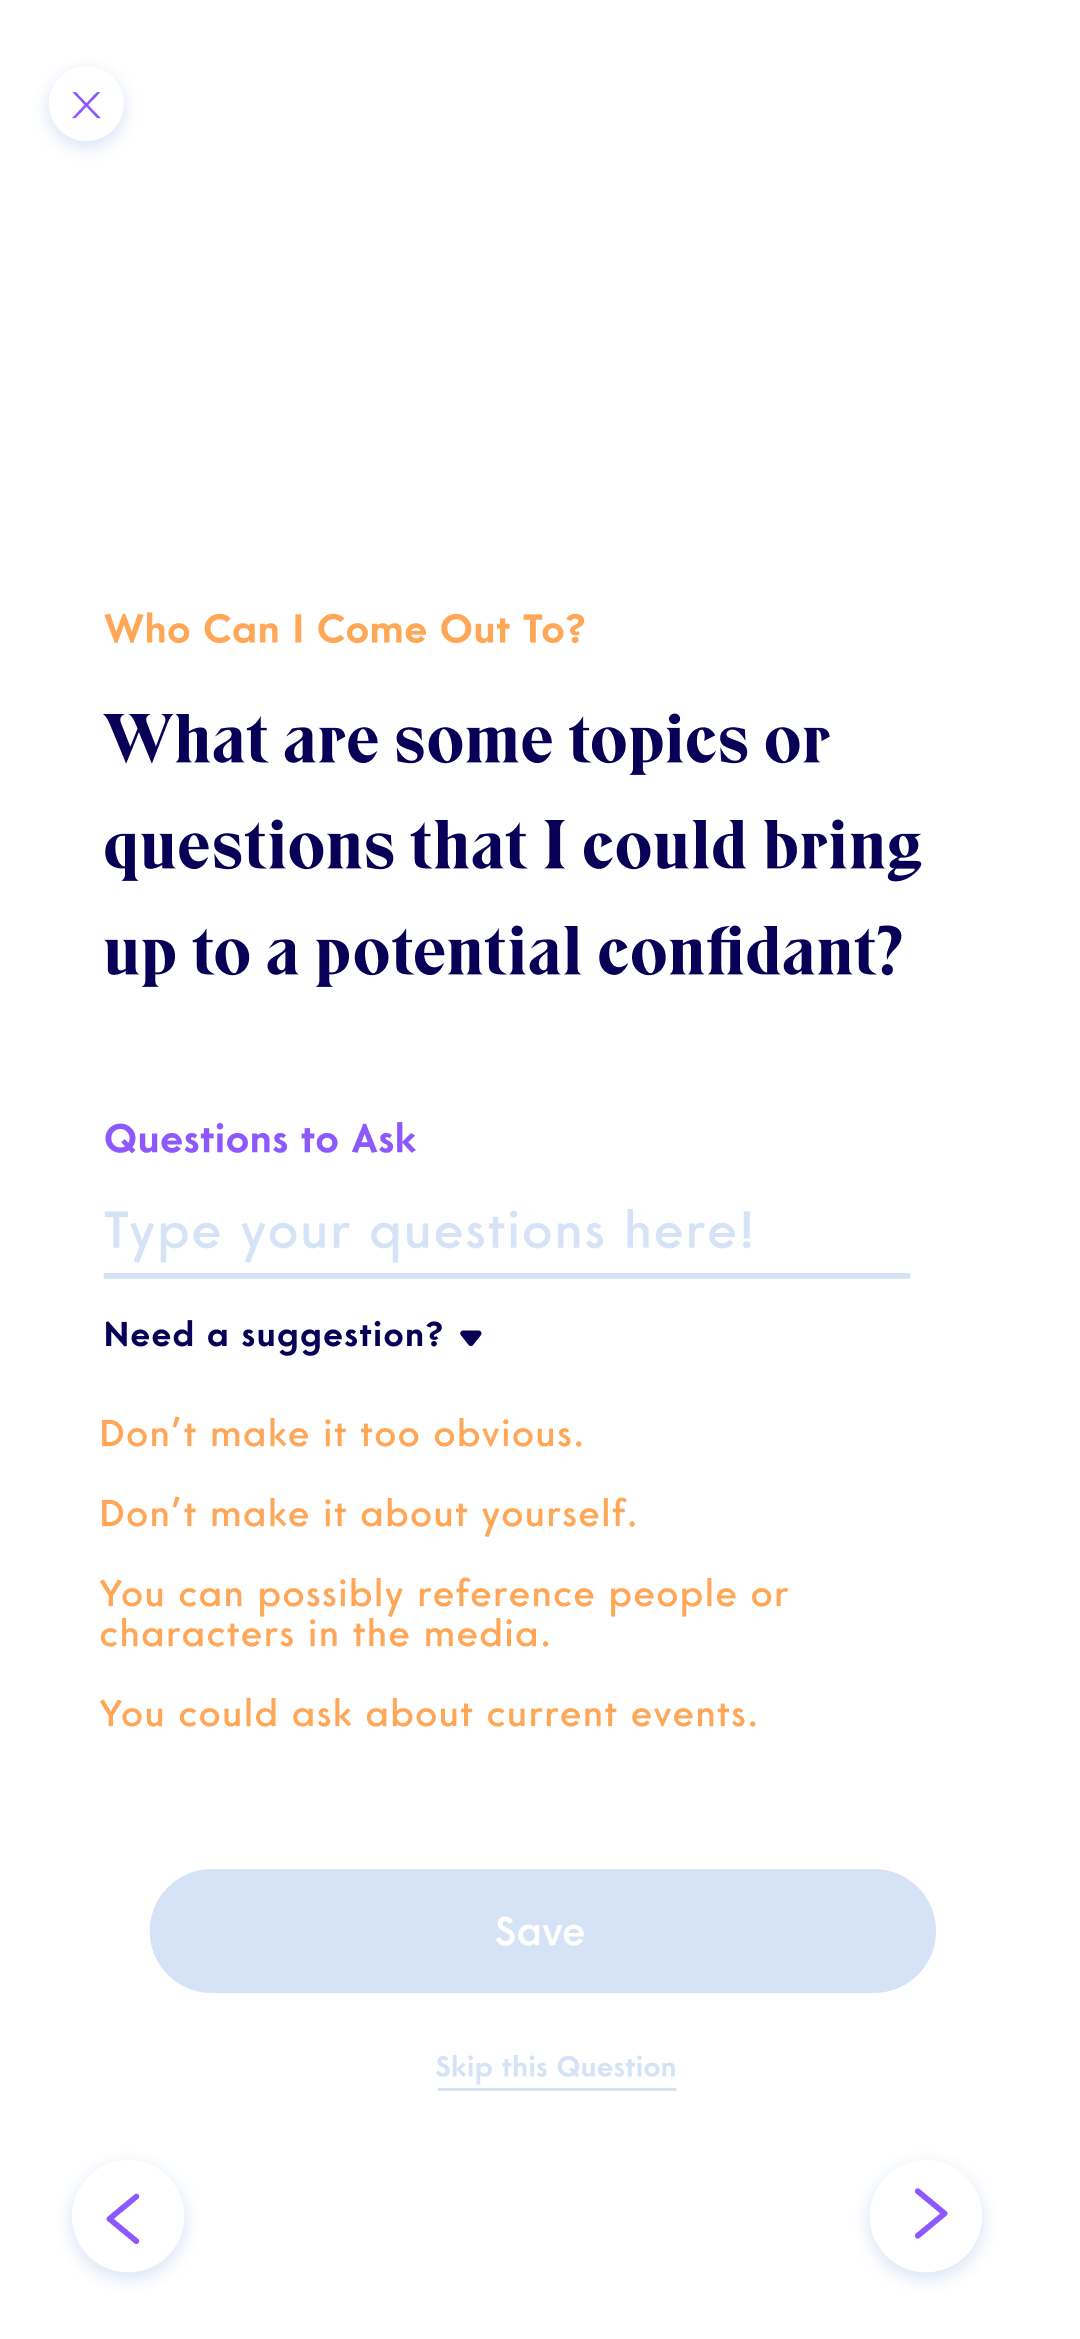 Who Can I Come Out To?
What are some topics or
questions that I could bring
up to a potential confidant?
Questions to Ask
Type your questions here!
Need a suggestion?
Don’t make it too obvious.
Don’t make it about yourself.
You can possibly reference people or
characters in the media.
You could ask about current events.
Save
Skip this Question